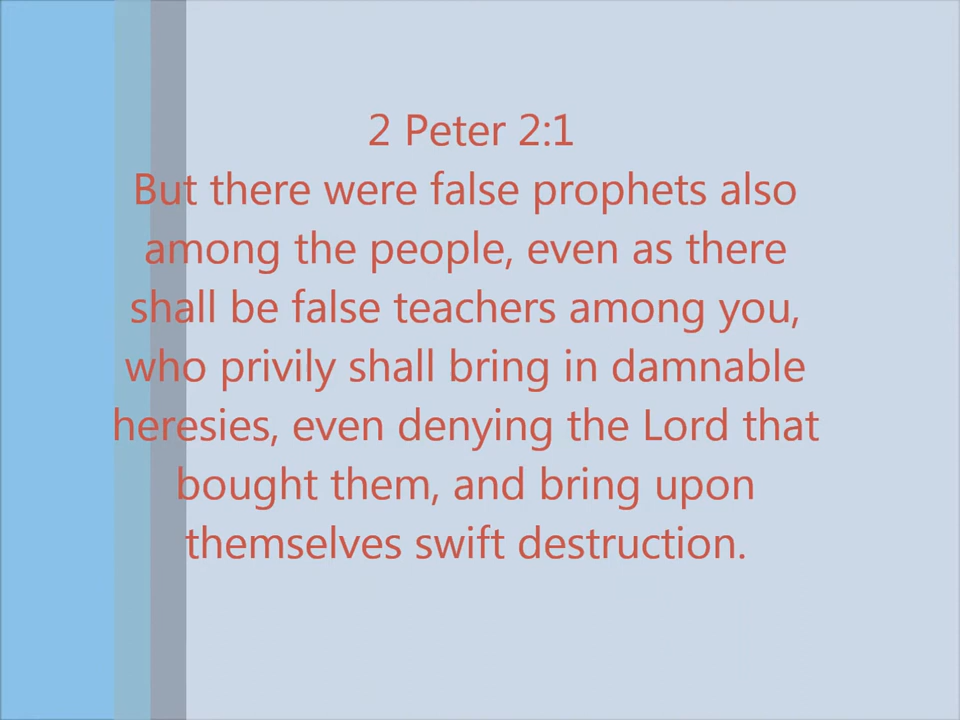 2 Peter 2:1
But there were false prophets also
among the people, even as there
shall be false teachers among you,
who privily shall bring in damnable
heresies, even denying the Lord that
bought them, and bring upon
themselves swift destruction.